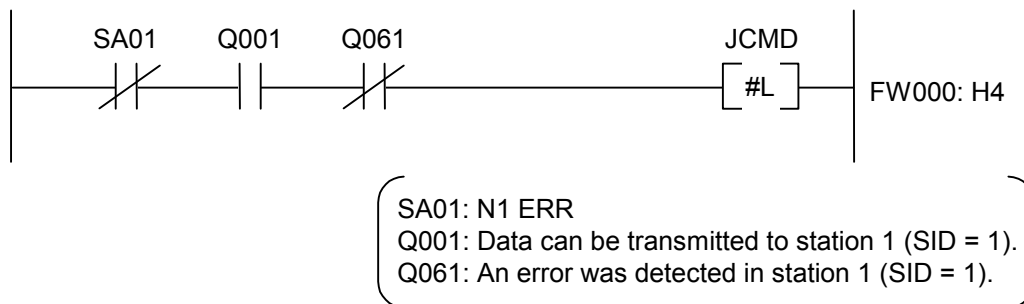 SA01 Q001 Q061 JCMD
#L FW000: H4
SA01: N1 ERR
Q001: Data can be transmitted to station 1 (SID = 1).
Q061: An error was detected in station 1 (SID = 1).